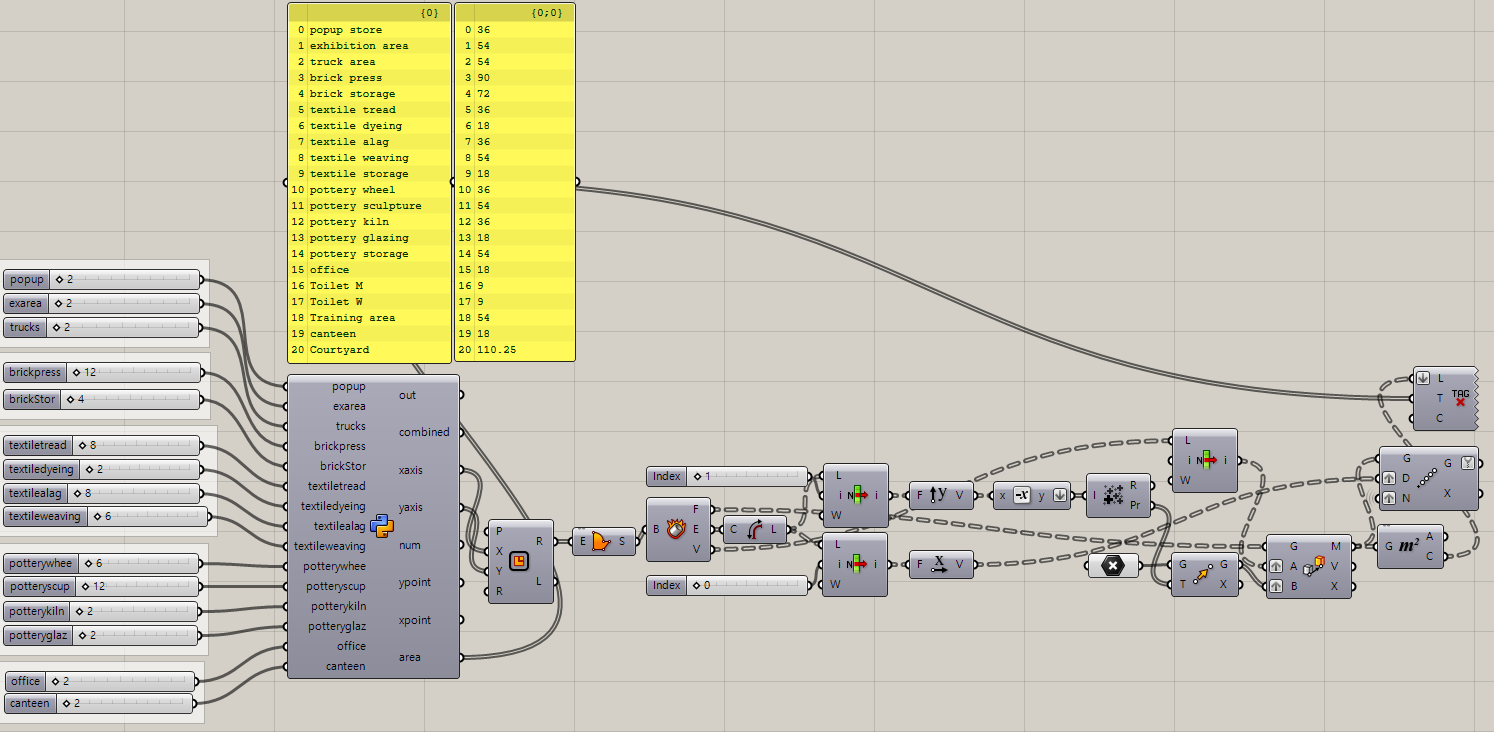 {0}
0 popup store
1 exhibition area
2 truck area
3 brick press
4 brick storage
5 textile tread
6 textile dyeing
7 textile alag
8 textile weaving
9 textile storage
10 pottery wheel
11 pottery sculpture
12 pottery kiln
13 pottery glazing
14 pottery storage
15 office
16 Toilet M
17 Toilet W
18 Training area
19 canteen
20 Courtyard
{0;0}
0 36
1 54
2 54
3 90
4 72
5 36
6 18
7 36
8 54
9 18
10 36
11 54
12 36
13 18
14 54
15 18
16 9
17 9
18 54
19 18
20 110.25
popup 2
exarea 2
trucks 2
brickpress 12
brickStor 4
textiletread 8
textiledyeing 2
textilealag 8
textileweaving 6
potterywhee 6
potteryscup 12
potterykiln 2
potteryglaz 2
office 2
canteen 2
popup
exarea
trucks
brickpress
brickStor
textiletread
textiledyeing
textilealag
textileweaving
potterywhee
potteryscup
potterykiln
potteryglaz
office
canteen
out
combined
xaxis
yaxis
num
ypoint
xpoint
area
P
X
Y
R
R
L
E S
Index 1
Index 0
B
F
E
V
C L
L
i N i
W
L
i N i
W
F y V
F x V
x -x y
I
R
Pr
L
i N i
W
X
G
T
G
X
G
A
B
M
V
X
G m²
A
C
G
D
N
G
X
L
T
C
TAG